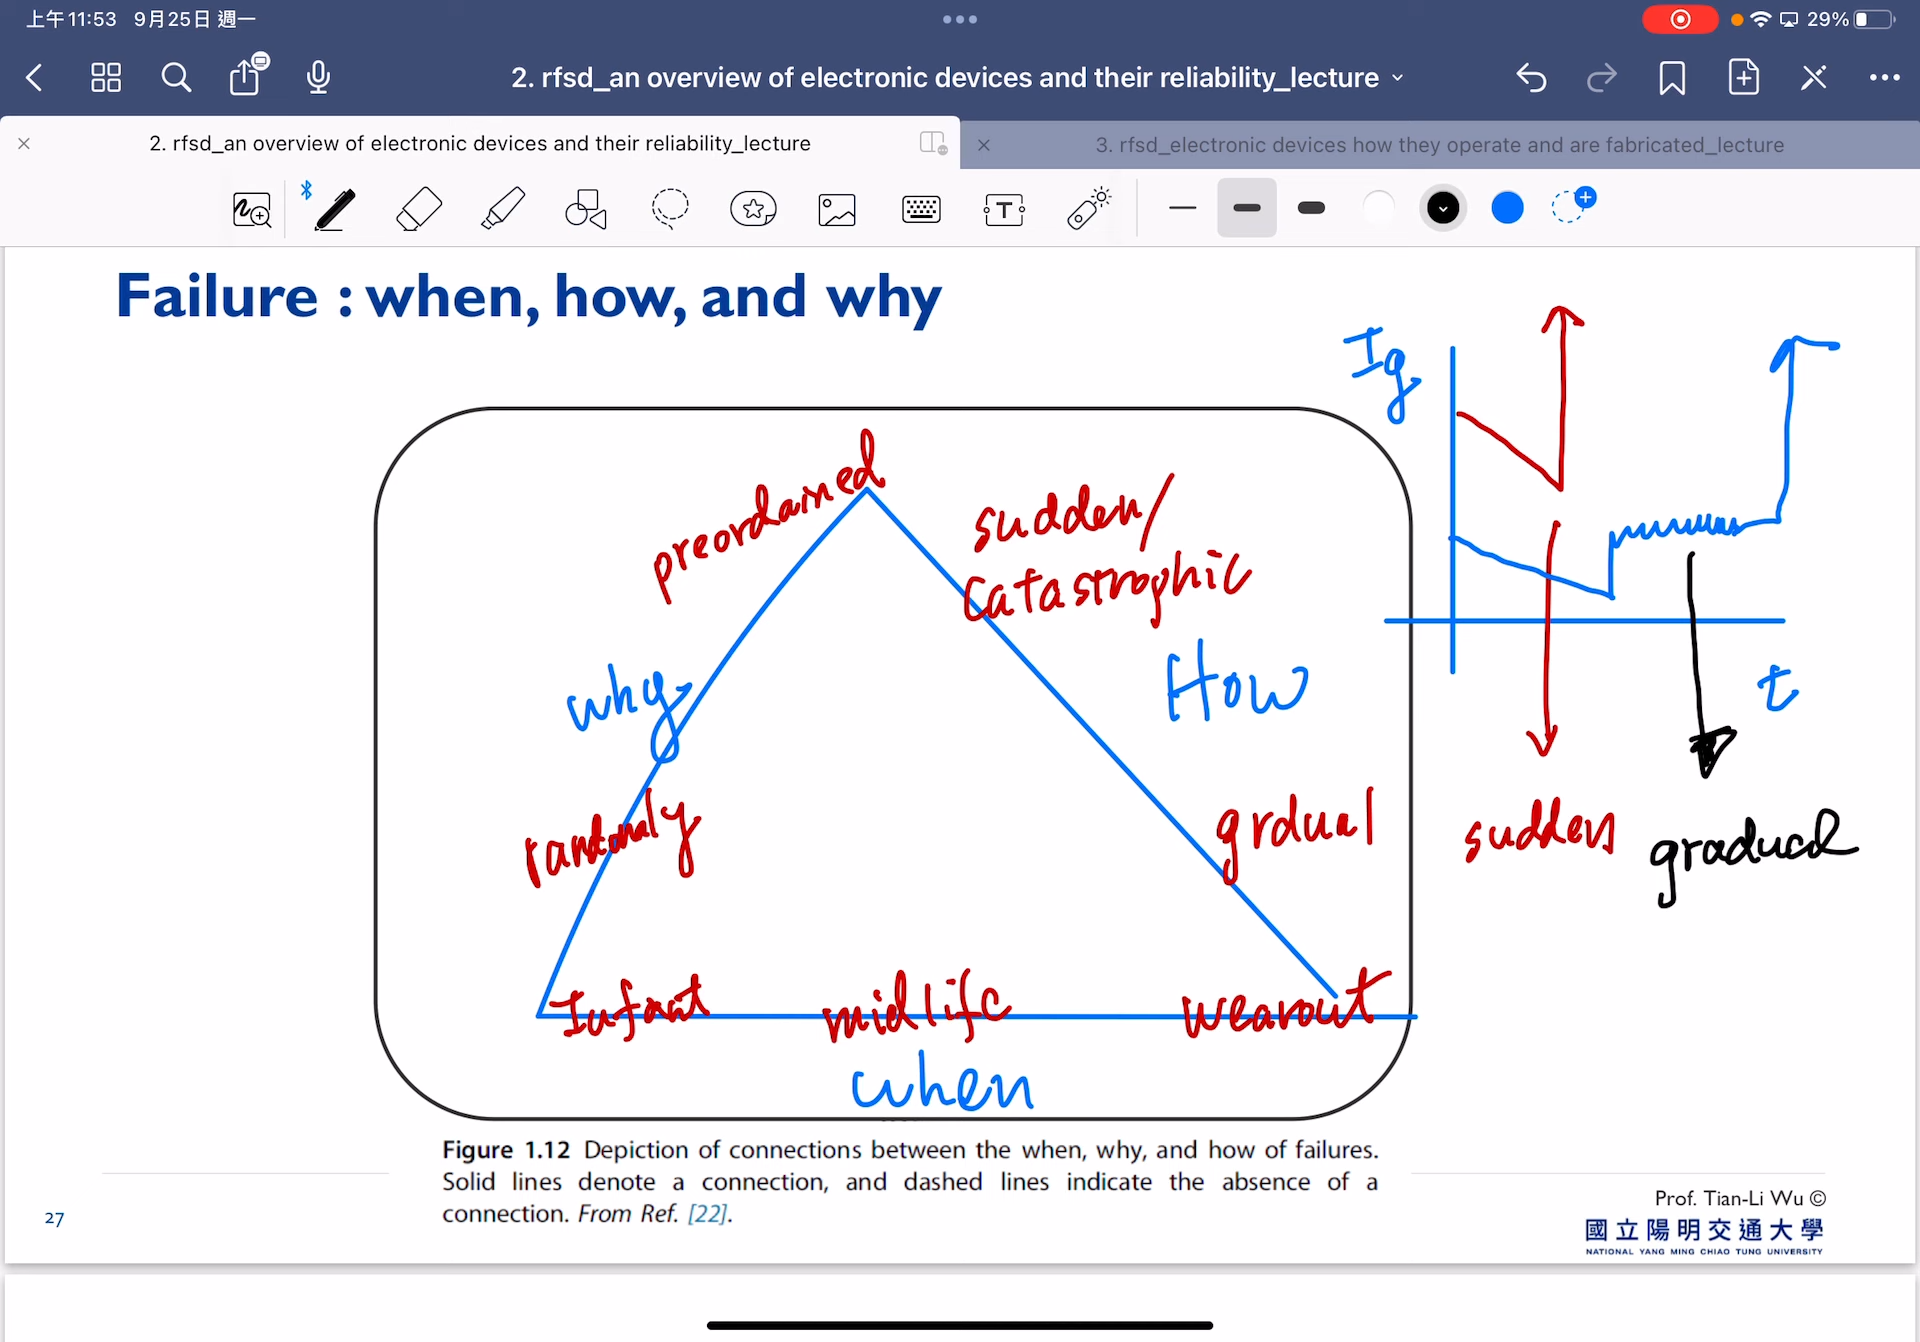 上午11:53 9月25日 週一
29%
2. rfsd_an overview of electronic devices and their reliability_lecture
2. rfsd_an overview of electronic devices and their reliability_lecture
3. rfsd_electronic devices how they operate and are fabricated_lecture
T
Failure : when, how, and why
Ig
preordained
sudden/
catastrophic
why
How
t
randomaly
grdual
sudden
gradual
Infant
midlife
wearout
when
Figure 1.12 Depiction of connections between the when, why, and how of failures.
Solid lines denote a connection, and dashed lines indicate the absence of a
connection. From Ref. [22].
27
Prof. Tian-Li Wu ©
國立陽明交通大學
NATIONAL YANG MING CHIAO TUNG UNIVERSITY